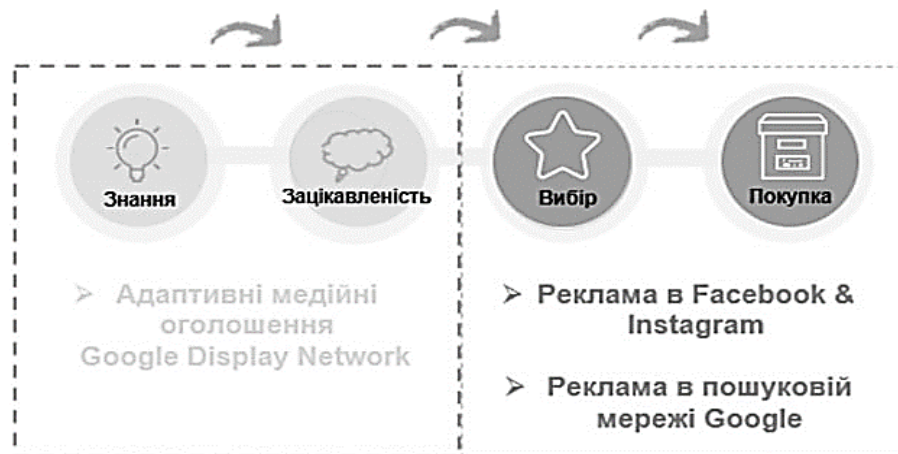 Знання
Зацікавленість
Вибір
Покупка
➢ Адаптивні медійні
оголошення
Google Display Network
➢ Реклама в Facebook &
Instagram
➢ Реклама в пошуковій
мережі Google